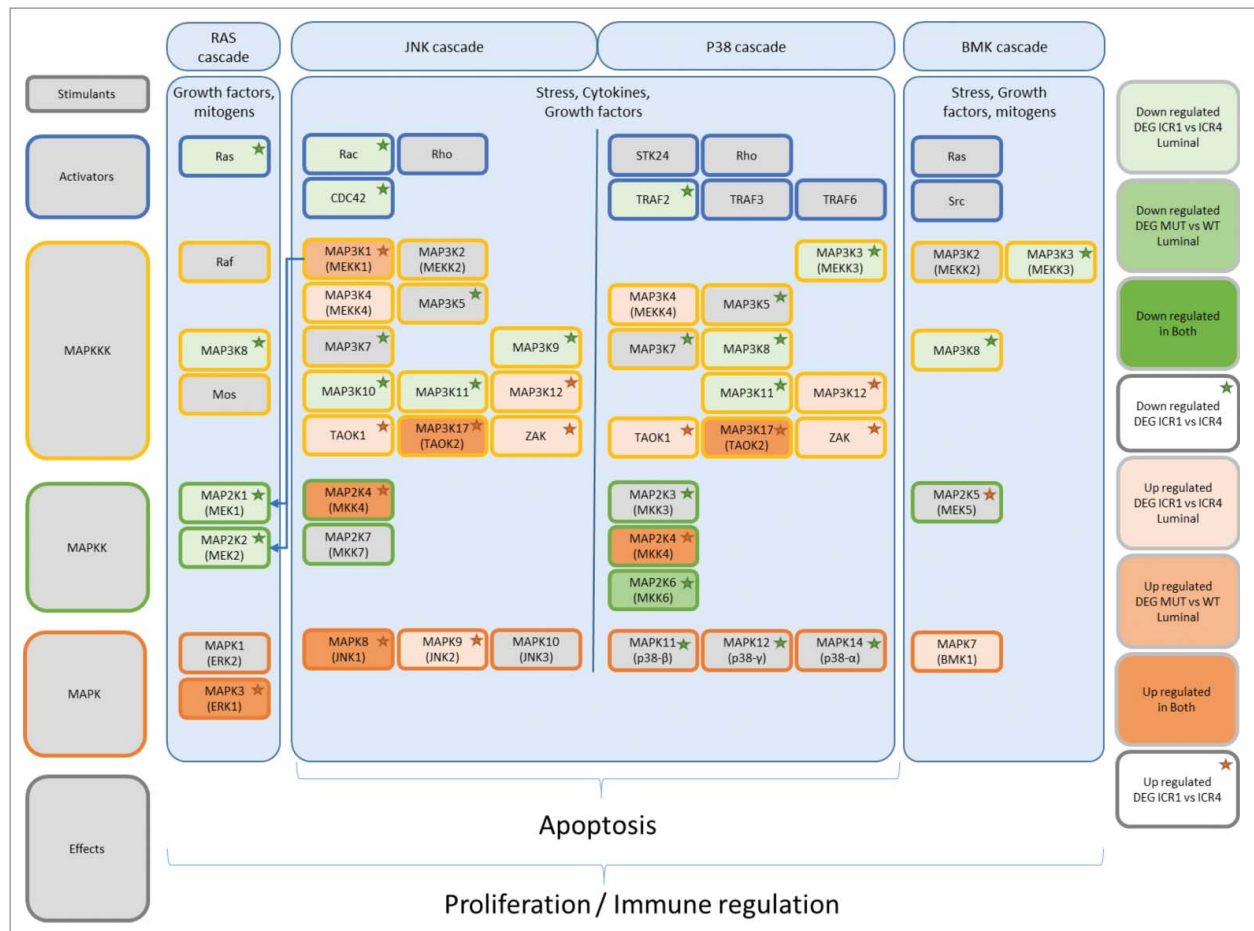 RAS
cascade
JNK cascade
P38 cascade
BMK cascade
Stimulants
Growth factors,
mitogens
Stress, Cytokines,
Growth factors
Stress, Growth
factors, mitogens
Activators
Ras
Rac
Rho
STK24
Rho
Ras
CDC42
TRAF2
TRAF3
TRAF6
Src
MAPKKK
Raf
MAP3K1
(MEKK1)
MAP3K2
(MEKK2)
MAP3K3
(MEKK3)
MAP3K2
(MEKK2)
MAP3K3
(MEKK3)
MAP3K4
(MEKK4)
MAP3K5
MAP3K4
(MEKK4)
MAP3K5
MAP3K8
MAP3K7
MAP3K9
MAP3K7
MAP3K8
MAP3K8
Mos
MAP3K10
MAP3K11
MAP3K12
MAP3K11
MAP3K12
TAOK1
MAP3K17
(TAOK2)
ZAK
TAOK1
MAP3K17
(TAOK2)
ZAK
MAPKK
MAP2K1
(MEK1)
MAP2K4
(MKK4)
MAP2K3
(MKK3)
MAP2K5
(MEK5)
MAP2K2
(MEK2)
MAP2K7
(MKK7)
MAP2K4
(MKK4)
MAP2K6
(MKK6)
MAPK
MAPK1
(ERK2)
MAPK8
(JNK1)
MAPK9
(JNK2)
MAPK10
(JNK3)
MAPK11
(p38-β)
MAPK12
(p38-γ)
MAPK14
(p38-α)
MAPK7
(BMK1)
MAPK3
(ERK1)
Effects
Apoptosis
Proliferation / Immune regulation
Down regulated
DEG ICR1 vs ICR4
Luminal
Down regulated
DEG MUT vs WT
Luminal
Down regulated
in Both
Down regulated
DEG ICR1 vs ICR4
Up regulated
DEG ICR1 vs ICR4
Luminal
Up regulated
DEG MUT vs WT
Luminal
Up regulated
in Both
Up regulated
DEG ICR1 vs ICR4